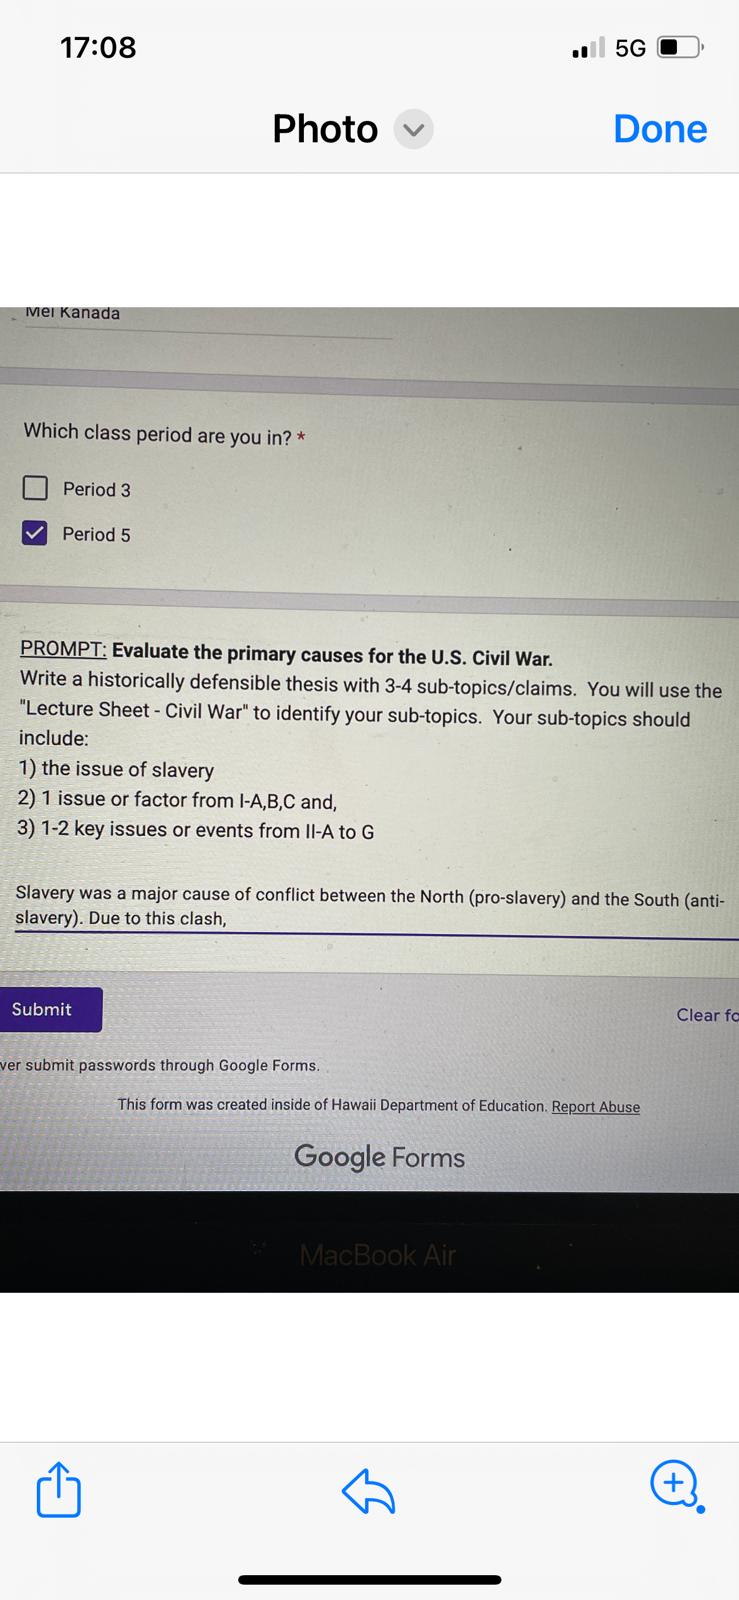 17:08
5G
Photo
Done
Mei Kanada
Which class period are you in? *
Period 3
Period 5
PROMPT: Evaluate the primary causes for the U.S. Civil War.
Write a historically defensible thesis with 3-4 sub-topics/claims. You will use the
"Lecture Sheet - Civil War" to identify your sub-topics. Your sub-topics should
include:
1) the issue of slavery
2) 1 issue or factor from I-A,B,C and,
3) 1-2 key issues or events from II-A to G
Slavery was a major cause of conflict between the North (pro-slavery) and the South (anti-
slavery). Due to this clash,
Submit
Clear fo
ver submit passwords through Google Forms.
This form was created inside of Hawaii Department of Education. Report Abuse
Google Forms
MacBook Air